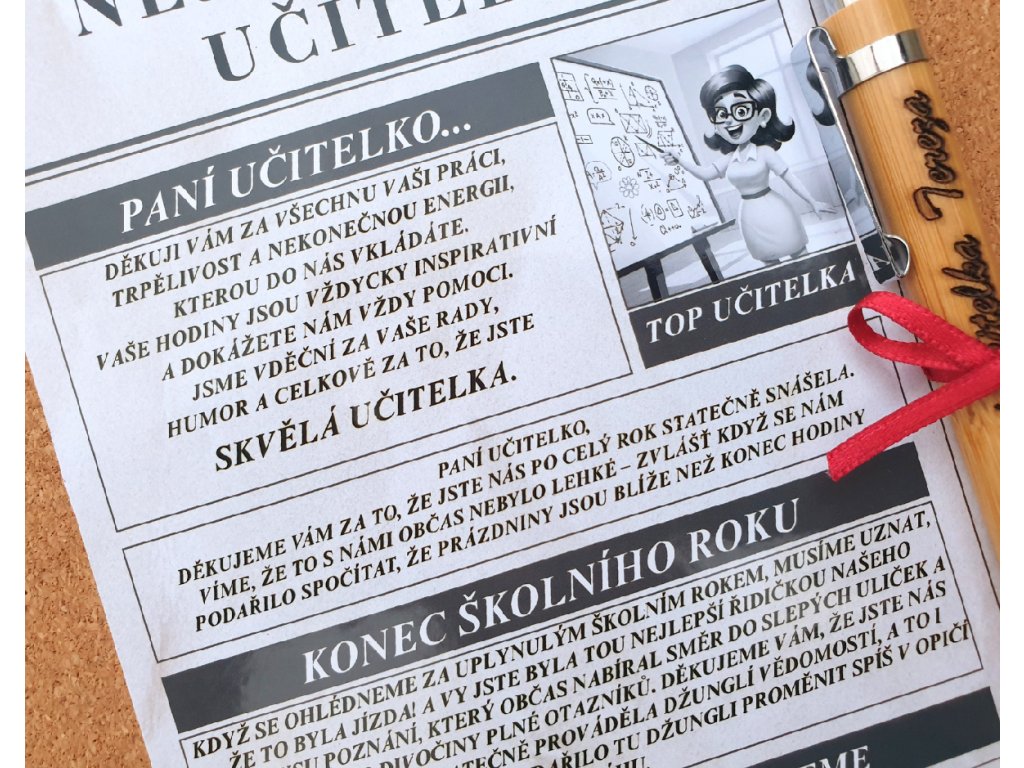 UČITEL
PANÍ UČITELKO...
DĚKUJI VÁM ZA VŠECHNU VAŠI PRÁCI,
TRPĚLIVOST A NEKONEČNOU ENERGII,
KTEROU DO NÁS VKLÁDÁTE.
VAŠE HODINY JSOU VŽDYCKY INSPIRATIVNÍ
A DOKÁŽETE NÁM VŽDY POMOCI.
JSME VDĚČNÍ ZA VAŠE RADY,
HUMOR A CELKOVĚ ZA TO, ŽE JSTE
SKVĚLÁ UČITELKA.
TOP UČITELKA
Tereza
PANÍ UČITELKO,
DĚKUJEME VÁM ZA TO, ŽE JSTE NÁS PO CELÝ ROK STATEČNĚ SNÁŠELA.
VÍME, ŽE TO S NÁMI OBČAS NEBYLO LEHKÉ – ZVLÁŠŤ KDYŽ SE NÁM
PODAŘILO SPOČÍTAT, ŽE PRÁZDNINY JSOU BLÍŽE NEŽ KONEC HODINY
KONEC ŠKOLNÍHO ROKU
KDYŽ SE OHLÉDNEME ZA UPLYNULÝM ŠKOLNÍM ROKEM, MUSÍME UZNAT,
ŽE TO BYLA JÍZDA! A VY JSTE BYLA TOU NEJLEPŠÍ ŘIDIČKOU NAŠEHO
POZNÁNÍ, KTERÝ OBČAS NABÍRAL SMĚR DO SLEPÝCH ULIČEK A
DIVOČINY PLNÉ OTAZNÍKŮ. DĚKUJEME VÁM, ŽE JSTE NÁS
PROVÁDĚLA DŽUNGLÍ VĚDOMOSTÍ, A TO I
TU DŽUNGLI PROMĚNIT SPÍŠ V OPIČÍ